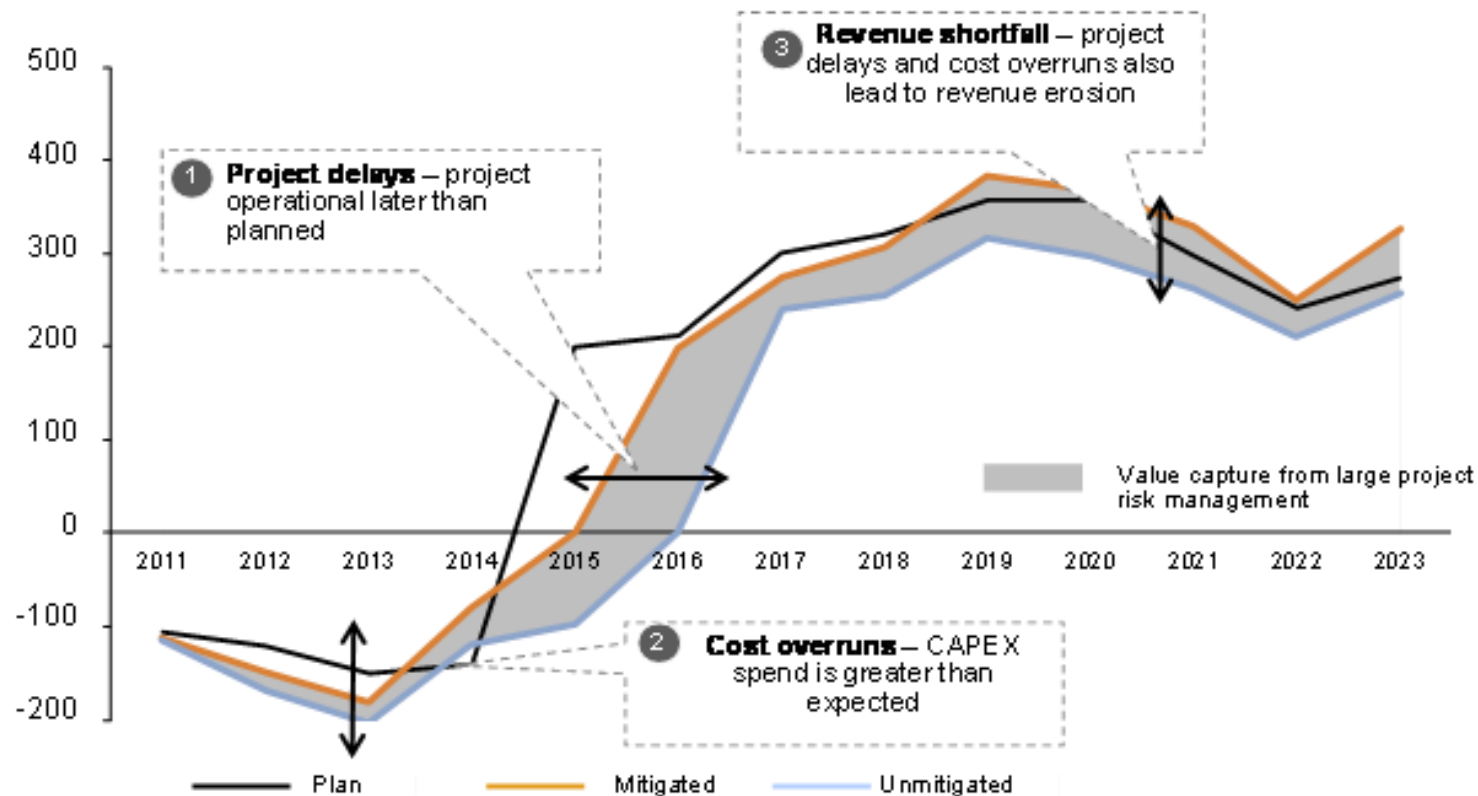 3 Revenue shortfall – project
delays and cost overruns also
lead to revenue erosion
500
400
300
200
100
0
-100
-200
1 Project delays – project
operational later than
planned
Value capture from large project
risk management
2011 2012 2013 2014 2015 2016 2017 2018 2019 2020 2021 2022 2023
2 Cost overruns – CAPEX
spend is greater than
expected
Plan Mitigated Unmitigated